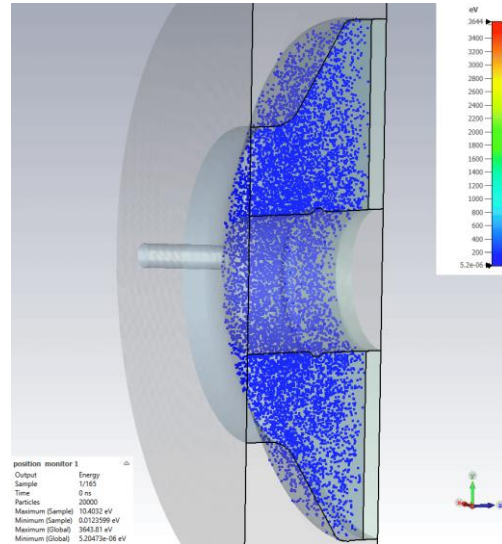 eV
3644
3400
3200
3000
2800
2600
2400
2200
2000
1800
1600
1400
1200
1000
800
600
400
200
5.2e-06
position monitor 1
Output Energy
Sample 1/165
Time 0 ns
Particles 20000
Maximum (Sample) 10.4032 eV
Minimum (Sample) 0.0123599 eV
Maximum (Global) 3643.81 eV
Minimum (Global) 5.20473e-06 eV